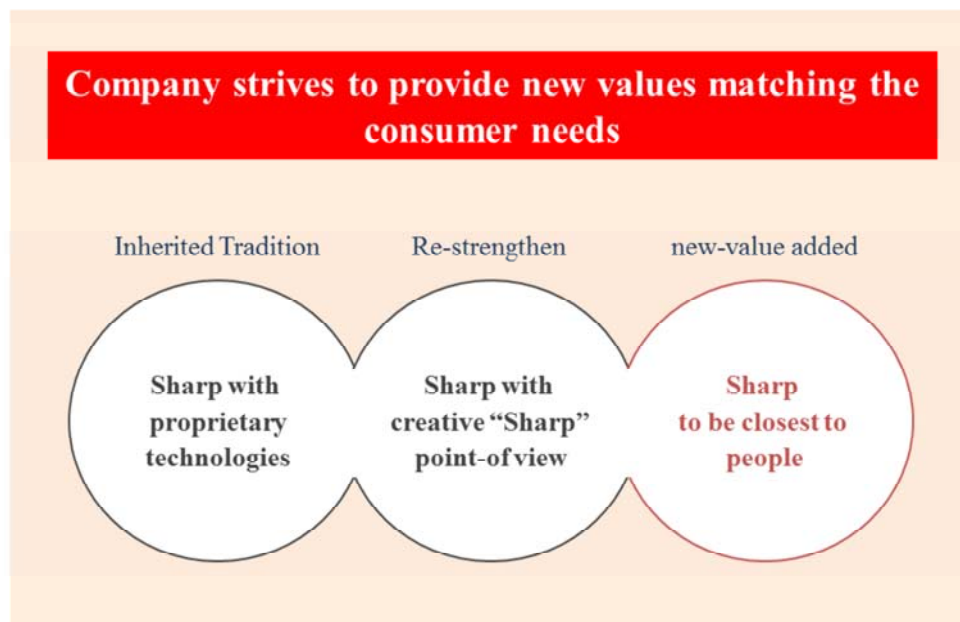 Company strives to provide new values matching the
consumer needs
Inherited Tradition
Re-strengthen
new-value added
Sharp with
proprietary
technologies
Sharp with
creative “Sharp”
point-of view
Sharp
to be closest to
people